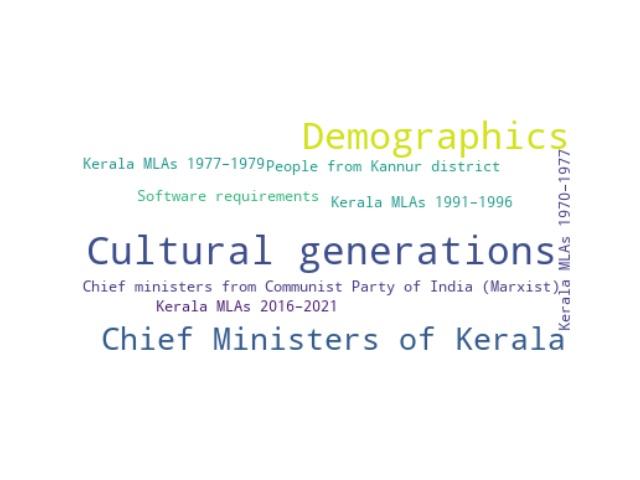 Demographics
Kerala MLAs 1977–1979
People from Kannur district
Kerala MLAs 1970–1977
Software requirements
Kerala MLAs 1991–1996
Cultural generations
Chief ministers from Communist Party of India (Marxist)
Kerala MLAs 2016–2021
Chief Ministers of Kerala